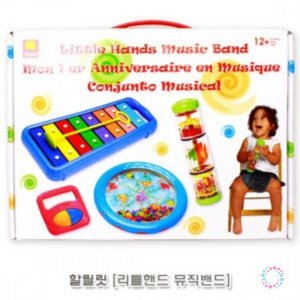 Little Hands Music Band
12+
Mon 1er Anniversaire en Musique
Conjunto Musical
할릴릿 [리틀핸드 뮤직밴드]